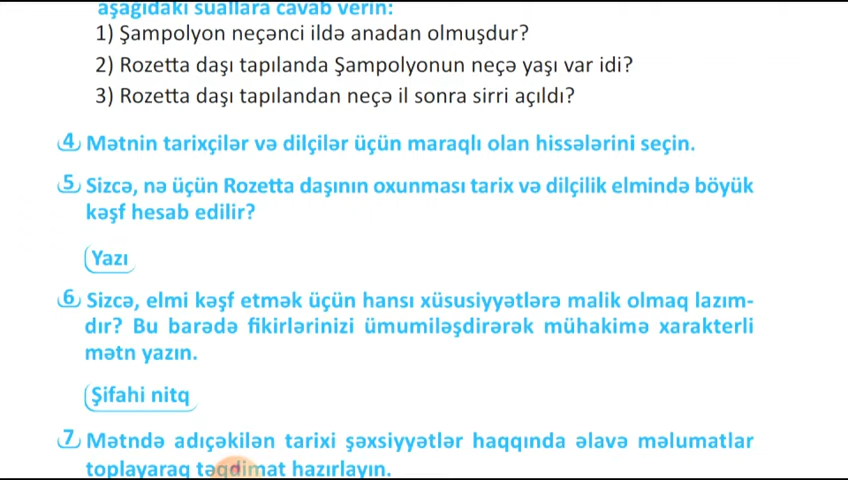 aşağıdakı suallara cavab verin:
1) Şampolyon neçənci ildə anadan olmuşdur?
2) Rozetta daşı tapılanda Şampolyonun neçə yaşı var idi?
3) Rozetta daşı tapılandan neçə il sonra sirri açıldı?
4 Mətnin tarixçilər və dilçilər üçün maraqlı olan hissələrini seçin.
5 Sizcə, nə üçün Rozetta daşının oxunması tarix və dilçilik elmində böyük
kəşf hesab edilir?
Yazı
6 Sizcə, elmi kəşf etmək üçün hansı xüsusiyyətlərə malik olmaq lazım-
dır? Bu barədə fikirlərinizi ümumiləşdirərək mühakimə xarakterli
mətn yazın.
Şifahi nitq
7 Mətndə adıçəkilən tarixi şəxsiyyətlər haqqında əlavə məlumatlar
toplayaraq təqdimat hazırlayın.